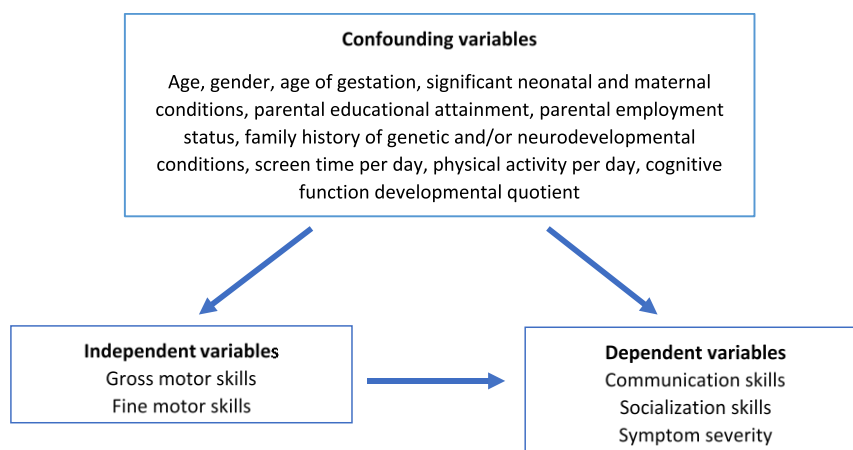 Confounding variables
Age, gender, age of gestation, significant neonatal and maternal
conditions, parental educational attainment, parental employment
status, family history of genetic and/or neurodevelopmental
conditions, screen time per day, physical activity per day, cognitive
function developmental quotient
Independent variables
Gross motor skills
Fine motor skills
Dependent variables
Communication skills
Socialization skills
Symptom severity